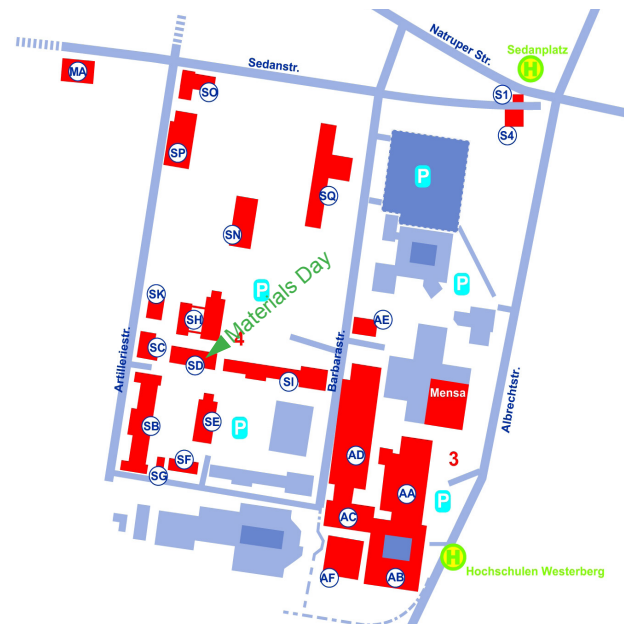 Natruper Str.
Sedanplatz
H
Sedanstr.
MA
SO
S1
S4
SP
P
SQ
SN
Materials Day
P
P
SK
SH
AE
4
SC
SD
SI
Artilleriestr.
Barbarastr.
Albrechtstr.
Mensa
SE
SB
P
AD
3
SF
SG
AA
P
AC
H
Hochschulen Westerberg
AF
AB